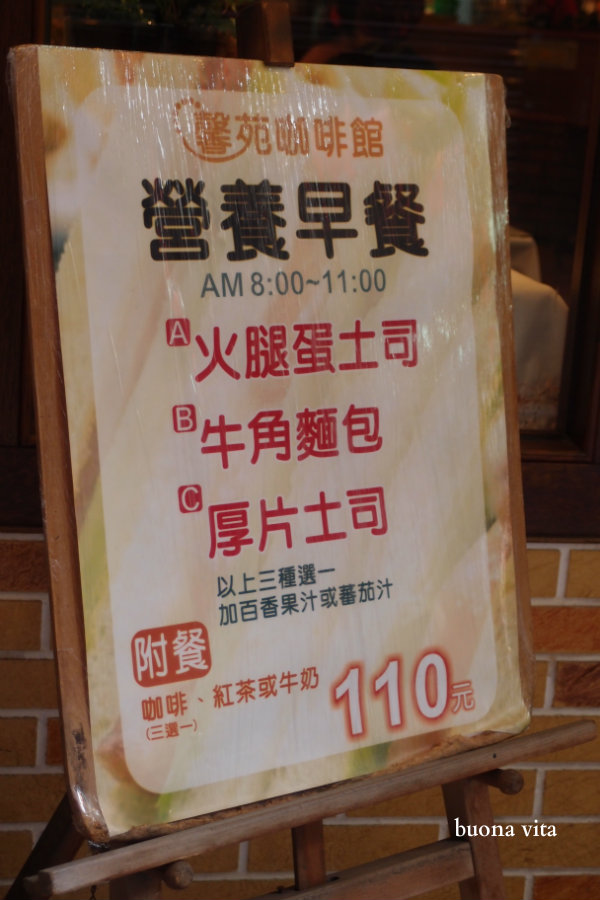 馨苑咖啡館
營養早餐
AM 8:00~11:00
A 火腿蛋土司
B 牛角麵包
C 厚片土司
以上三種選一
加百香果汁或蕃茄汁
附餐
咖啡、紅茶或牛奶
(三選一)
110元
buona vita